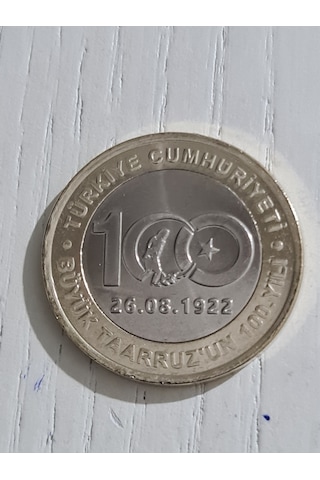 TÜRKİYE CUMHURİYETİ
100
26.08.1922
BÜYÜK TAARRUZ'UN 100. YILI